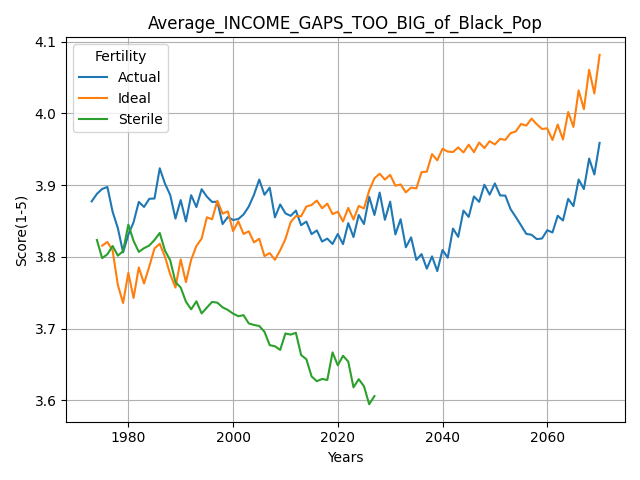 Average_INCOME_GAPS_TOO_BIG_of_Black_Pop
Fertility
Actual
Ideal
Sterile
Score(1-5)
4.1
4.0
3.9
3.8
3.7
3.6
1980
2000
2020
2040
2060
Years